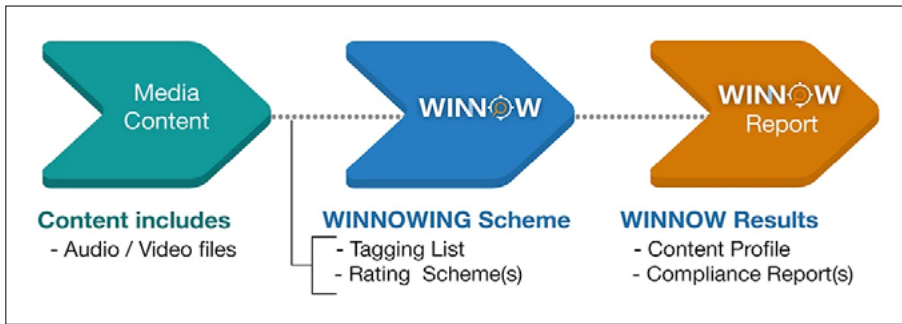 Media
Content
WINNOW
WINNOW
Report
Content includes
- Audio / Video files
WINNOWING Scheme
- Tagging List
- Rating Scheme(s)
WINNOW Results
- Content Profile
- Compliance Report(s)